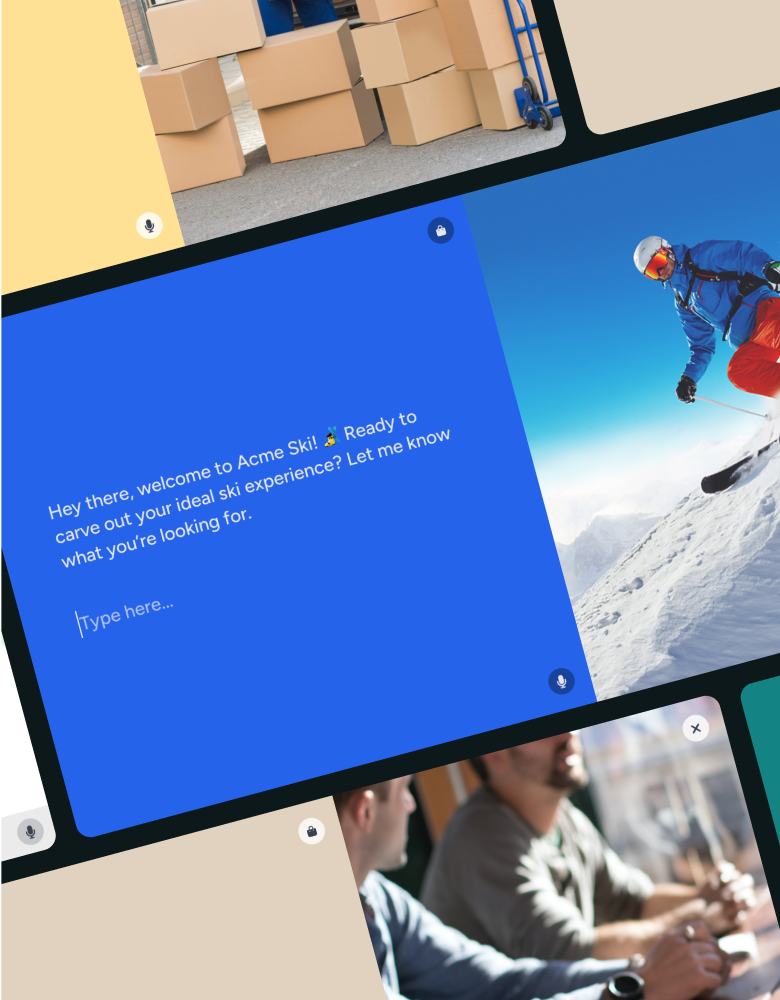 Hey there, welcome to Acme Ski! 🎿 Ready to
carve out your ideal ski experience? Let me know
what you’re looking for.
Type here...